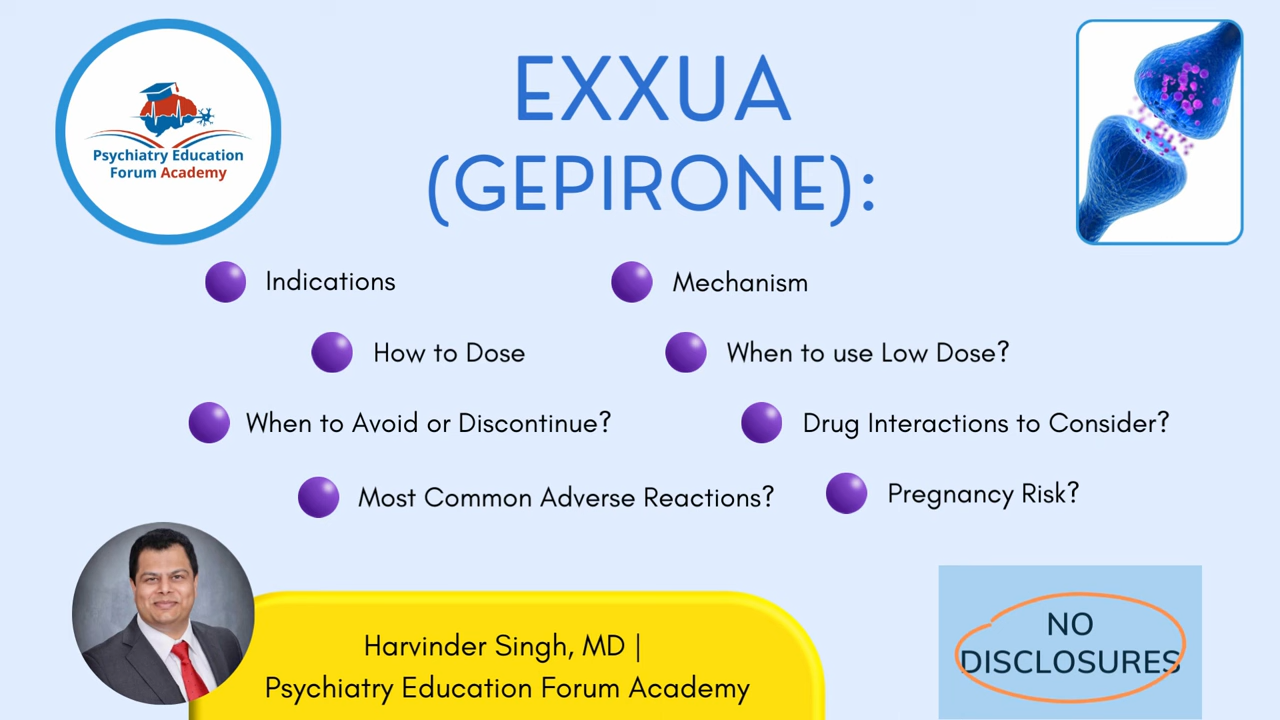 Psychiatry Education
Forum Academy
EXXUA
(GEPIRONE):
Indications
Mechanism
How to Dose
When to use Low Dose?
When to Avoid or Discontinue?
Drug Interactions to Consider?
Most Common Adverse Reactions?
Pregnancy Risk?
Harvinder Singh, MD |
Psychiatry Education Forum Academy
NO
DISCLOSURES